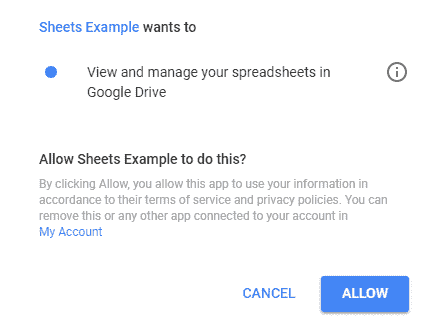 Sheets Example wants to
View and manage your spreadsheets in
Google Drive
Allow Sheets Example to do this?
By clicking Allow, you allow this app to use your information in
accordance to their terms of service and privacy policies. You can
remove this or any other app connected to your account in
My Account
CANCEL ALLOW